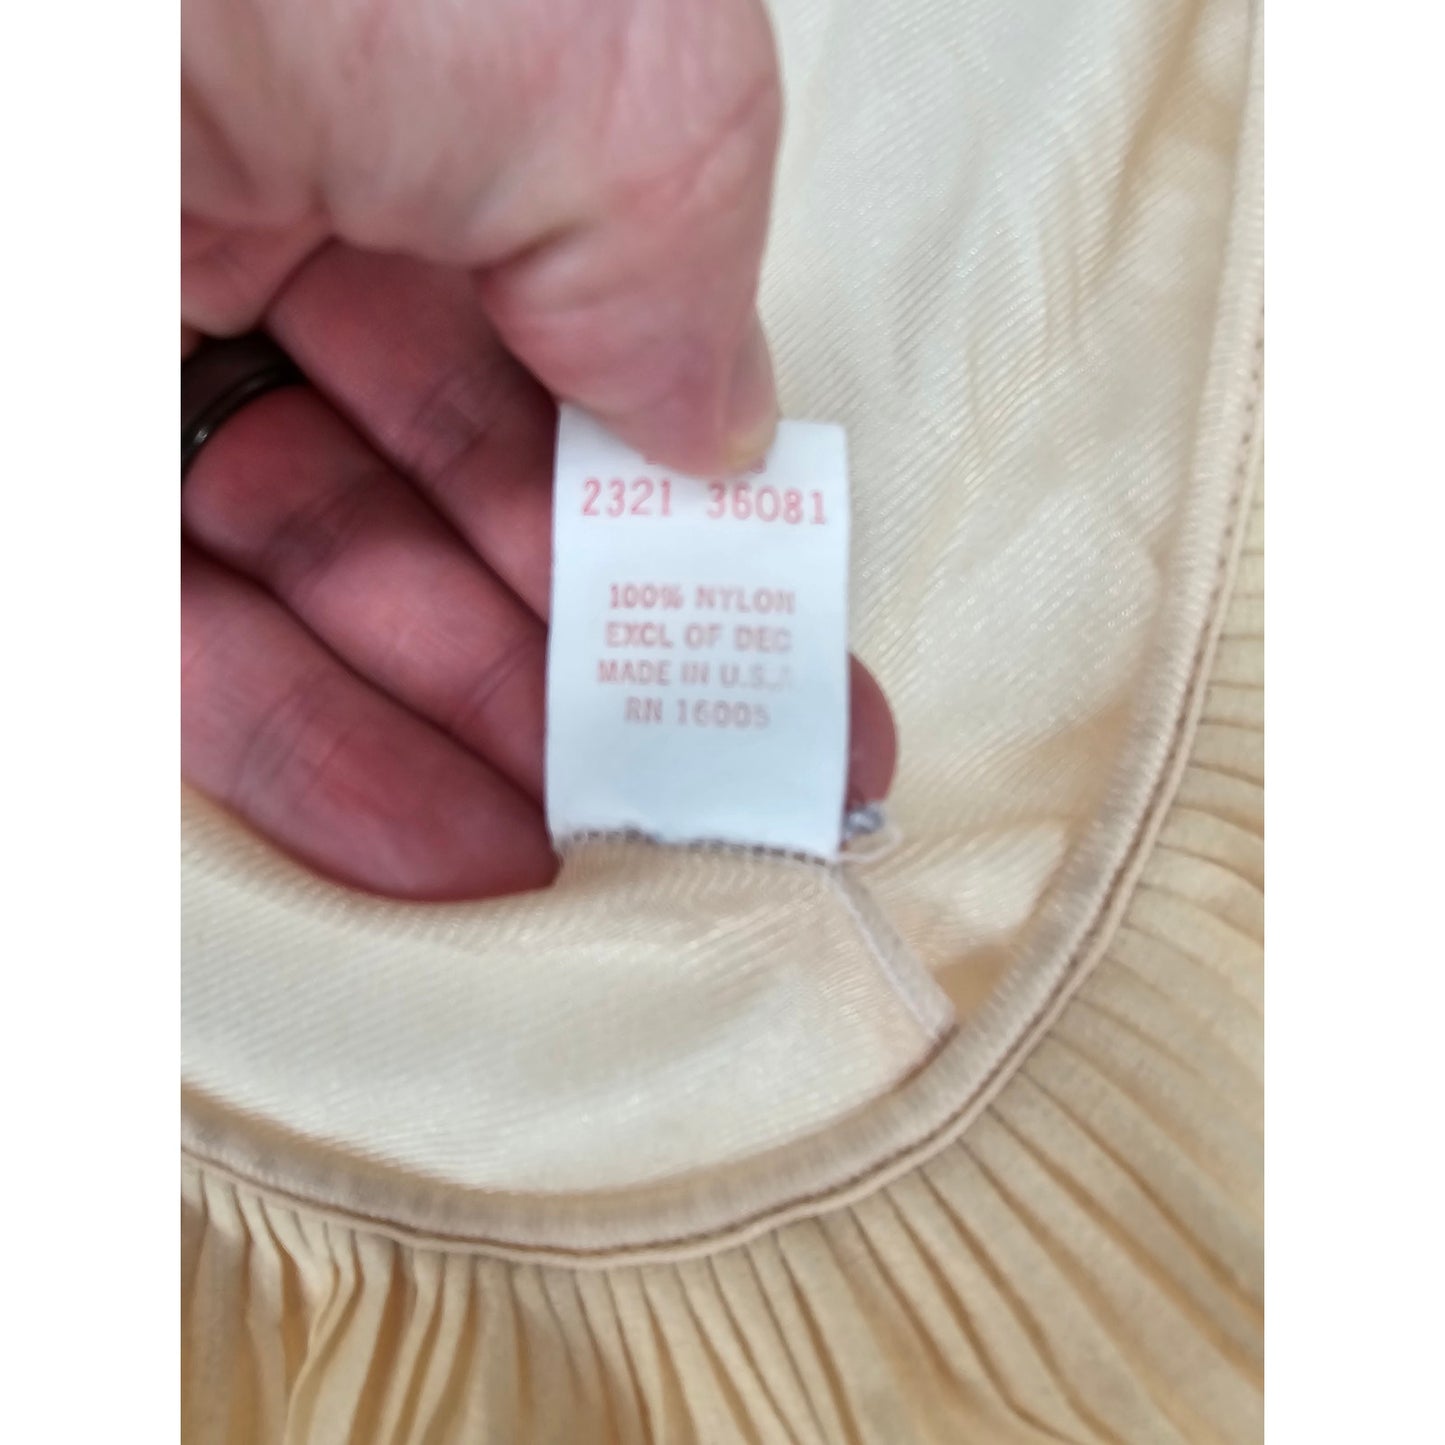 2321 36081
100% NYLON
EXCL OF DEC
MADE IN U.S.A.
RN 16005